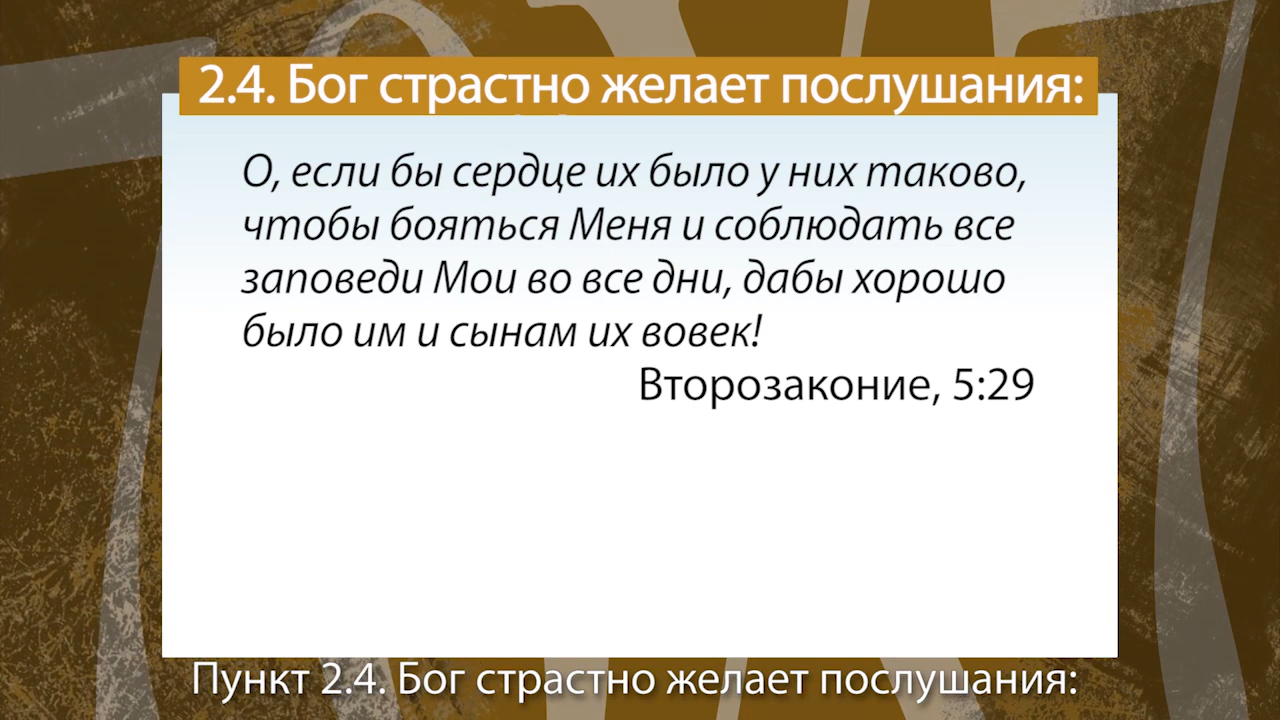 2.4. Бог страстно желает послушания:
О, если бы сердце их было у них таково,
чтобы бояться Меня и соблюдать все
заповеди Мои во все дни, дабы хорошо
было им и сынам их вовек!
Второзаконие, 5:29
Пункт 2.4. Бог страстно желает послушания: